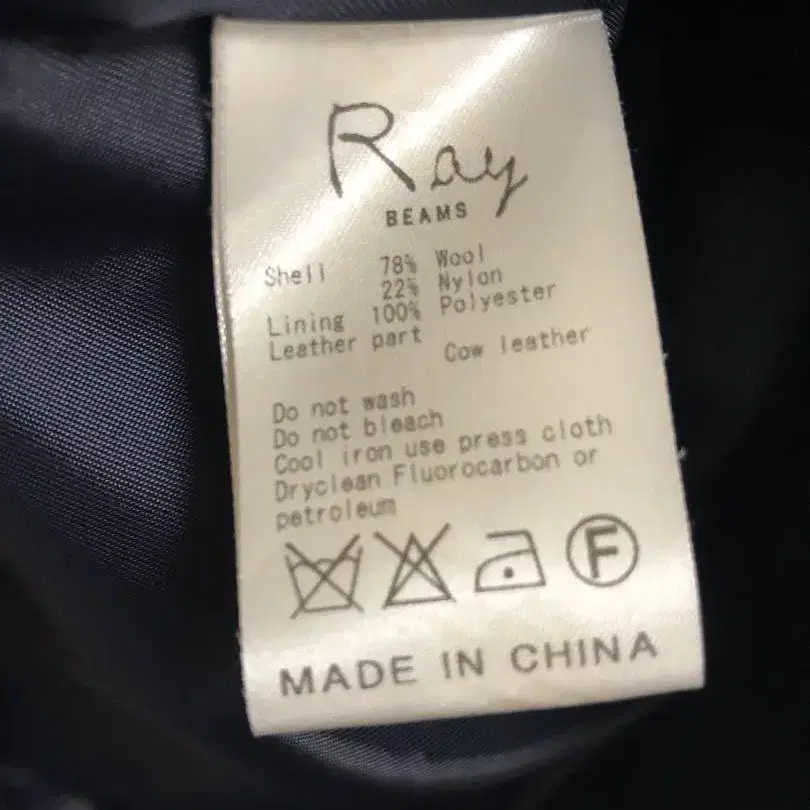 Ray
BEAMS
Shell 78% Wool
22% Nylon
Lining 100% Polyester
Leather part
Cow leather
Do not wash
Do not bleach
Cool iron use press cloth
Dryclean Fluorocarbon or
petroleum
F
MADE IN CHINA